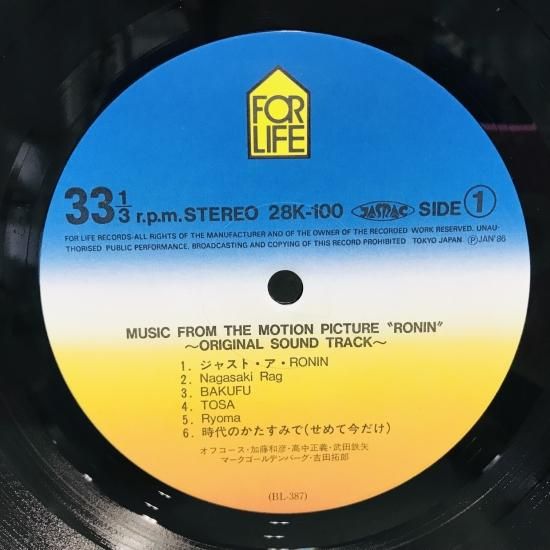 FOR
LIFE
33 1/3 r.p.m. STEREO 28K-100 JASRAC SIDE 1
FOR LIFE RECORDS-ALL RIGHTS OF THE MANUFACTURER AND OF THE OWNER OF THE RECORDED WORK RESERVED. UNAU-
THORISED PUBLIC PERFORMANCE, BROADCASTING AND COPYING OF THIS RECORD PROHIBITED TOKYO JAPAN ⓅJAN'86
MUSIC FROM THE MOTION PICTURE "RONIN"
～ORIGINAL SOUND TRACK～
1. ジャスト・ア・RONIN
2. Nagasaki Rag
3. BAKUFU
4. TOSA
5. Ryoma
6. 時代のかたすみで(せめて今だけ)
オフコース・加藤和彦・高中正義・武田鉄矢
マークゴールデンバーグ・吉田拓郎
(BL-387)